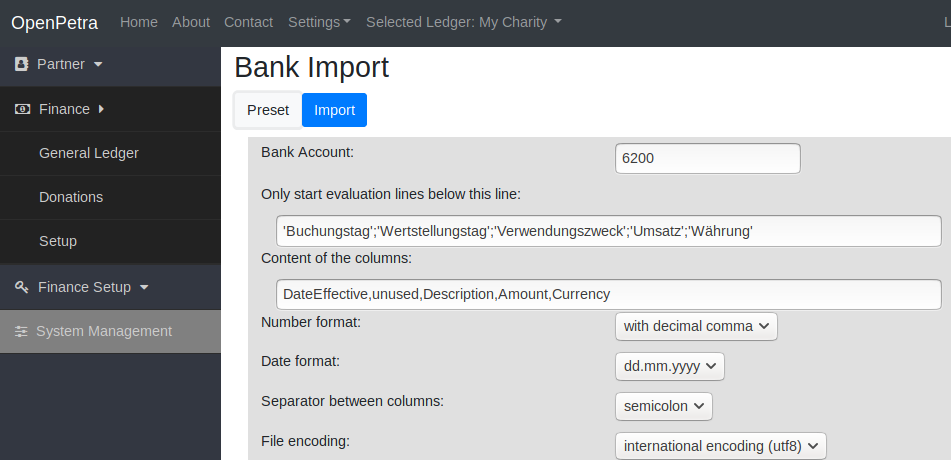 OpenPetra Home About Contact Settings Selected Ledger: My Charity L
Partner
Finance
General Ledger
Donations
Setup
Finance Setup
System Management
Bank Import
Preset Import
Bank Account: 6200
Only start evaluation lines below this line:
'Buchungstag';'Wertstellungstag';'Verwendungszweck';'Umsatz';'Währung'
Content of the columns:
DateEffective,unused,Description,Amount,Currency
Number format: with decimal comma
Date format: dd.mm.yyyy
Separator between columns: semicolon
File encoding: international encoding (utf8)